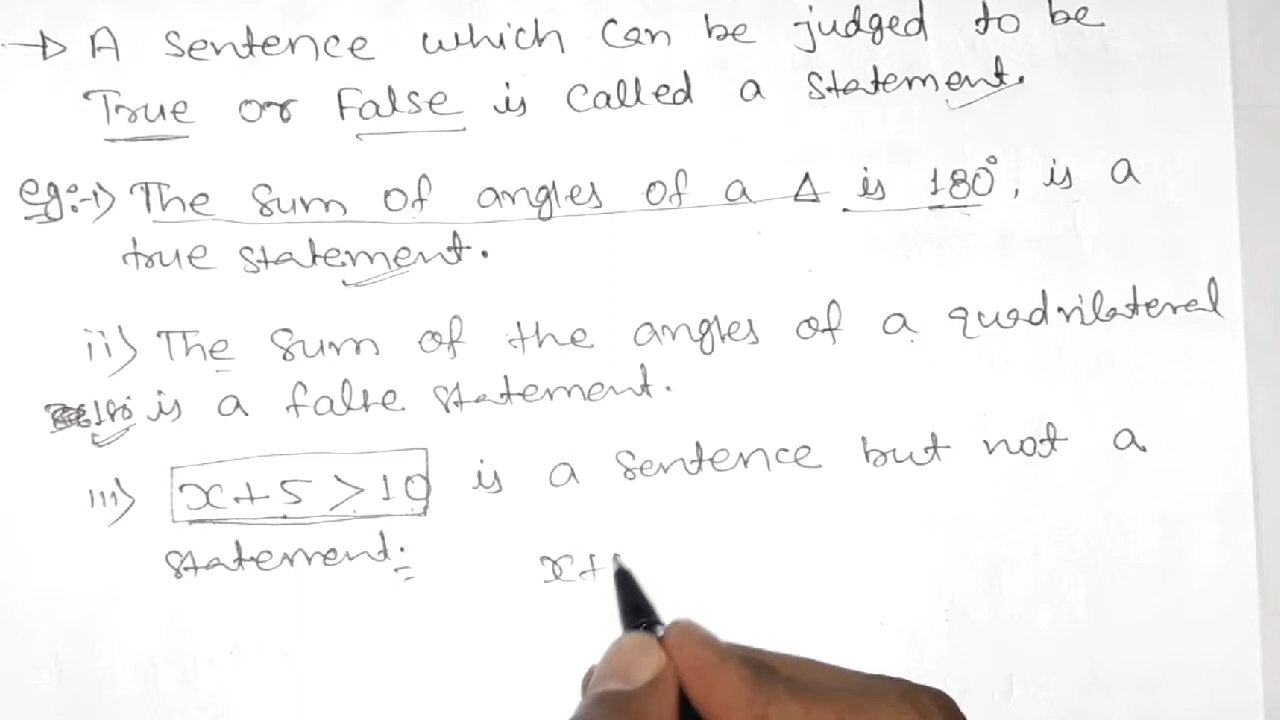 → A sentence which can be judged to be
True or False is called a statement.
eg:-i) The sum of angles of a Δ is 180°, is a
true statement.
ii) The sum of the angles of a quadrilateral
180 is a false statement.
iii) x+5 > 10 is a sentence but not a
statement.
x+